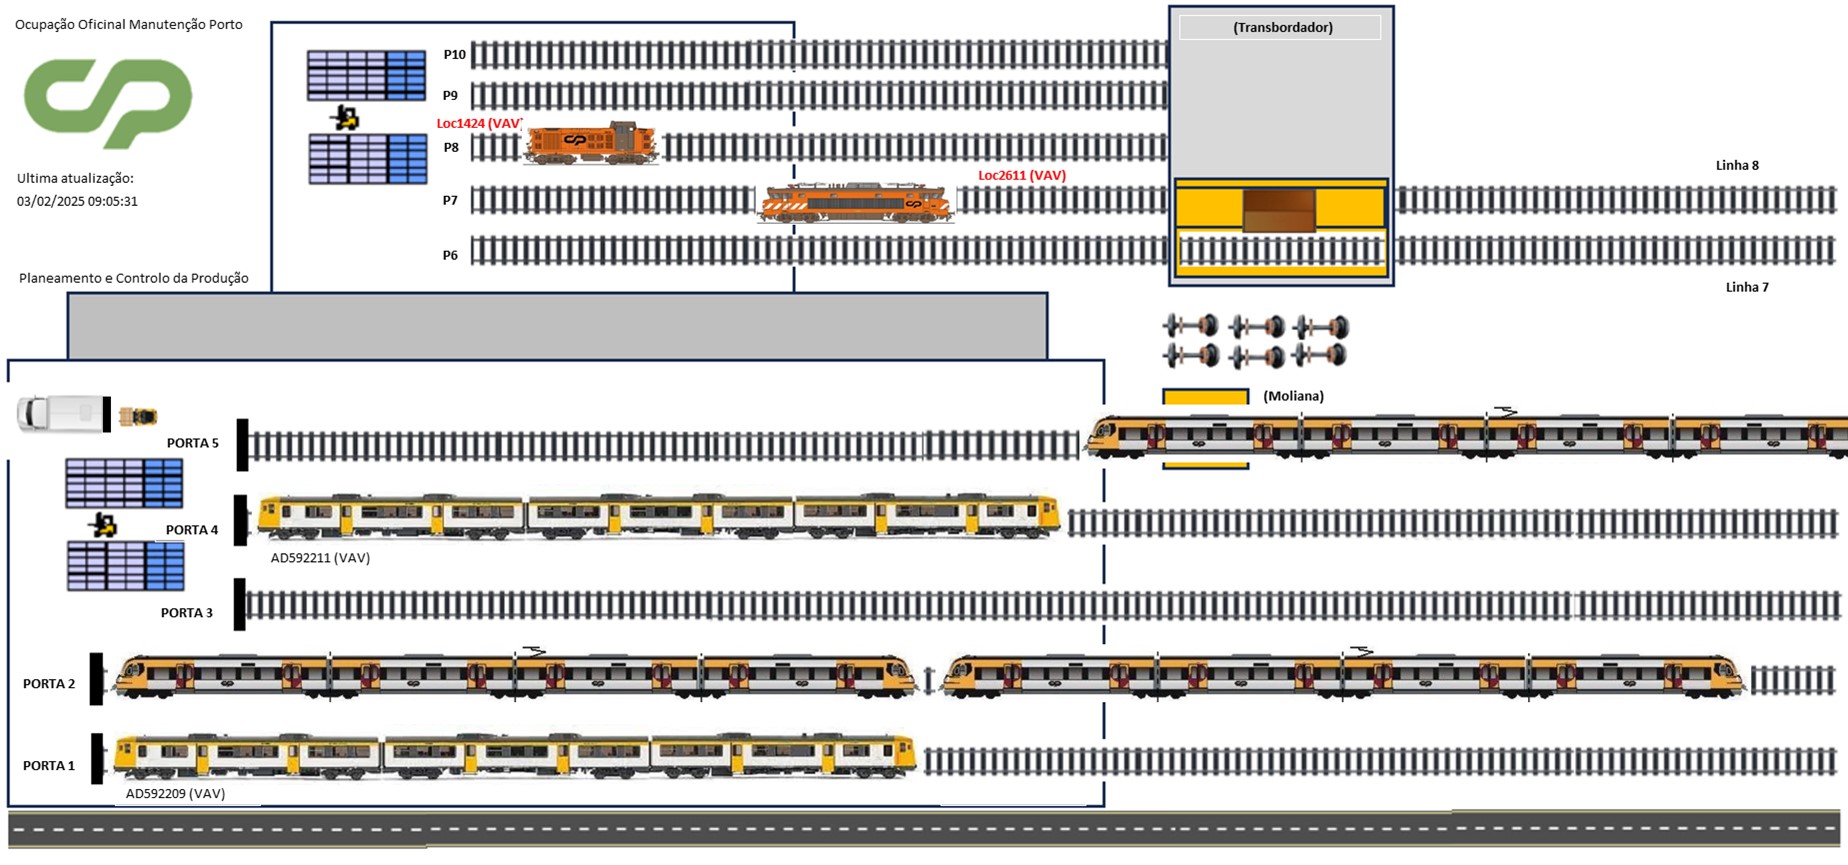 Ocupação Oficinal Manutenção Porto
(Transbordador)
P10
P9
Loc1424 (VAV)
P8
Linha 8
Loc2611 (VAV)
Ultima atualização:
03/02/2025 09:05:31
P7
P6
Planeamento e Controlo da Produção
Linha 7
(Moliana)
PORTA 5
PORTA 4
AD592211 (VAV)
PORTA 3
PORTA 2
PORTA 1
AD592209 (VAV)